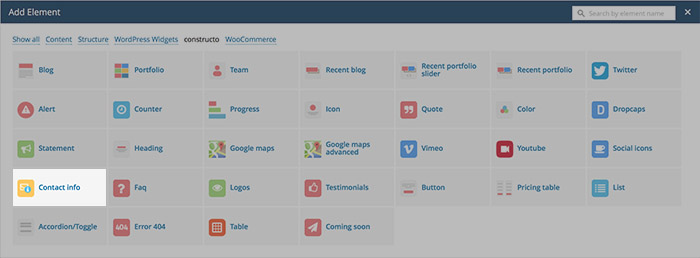 Add Element
Search by element name
Show all Content Structure WordPress Widgets constructo WooCommerce
Blog Portfolio Team Recent blog Recent portfolio slider Recent portfolio Twitter
Alert Counter Progress Icon Quote Color Dropcaps
Statement Heading Google maps Google maps advanced Vimeo Youtube Social icons
Contact info Faq Logos Testimonials Button Pricing table List
Accordion/Toggle 404 Error 404 Table Coming soon